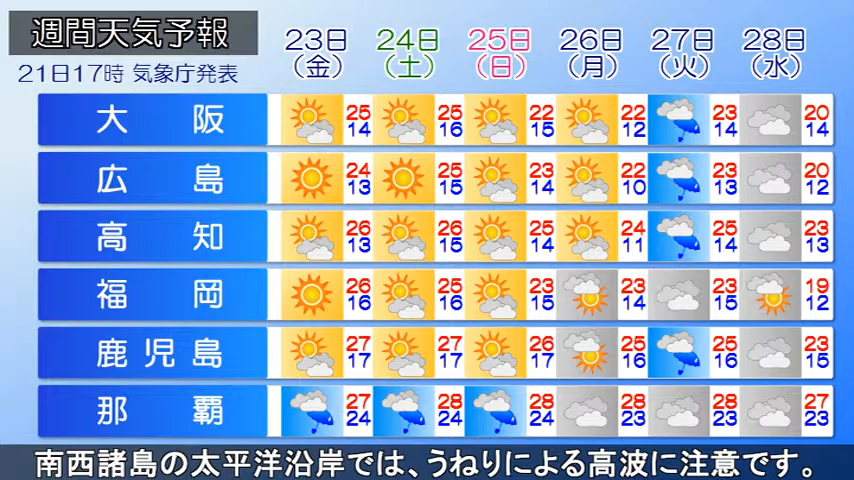 週間天気予報
21日17時 気象庁発表
23日 24日 25日 26日 27日 28日
(金) (土) (日) (月) (火) (水)
大阪 25 25 22 22 23 20
14 16 15 12 14 14
広島 24 25 23 22 23 20
13 15 14 10 13 12
高知 26 26 25 24 25 23
13 15 14 11 14 13
福岡 26 25 23 23 23 19
16 16 15 14 15 12
鹿児島 27 27 26 25 25 23
17 17 17 16 16 15
那覇 27 28 28 28 28 27
24 24 24 23 23 23
南西諸島の太平洋沿岸では、うねりによる高波に注意です。